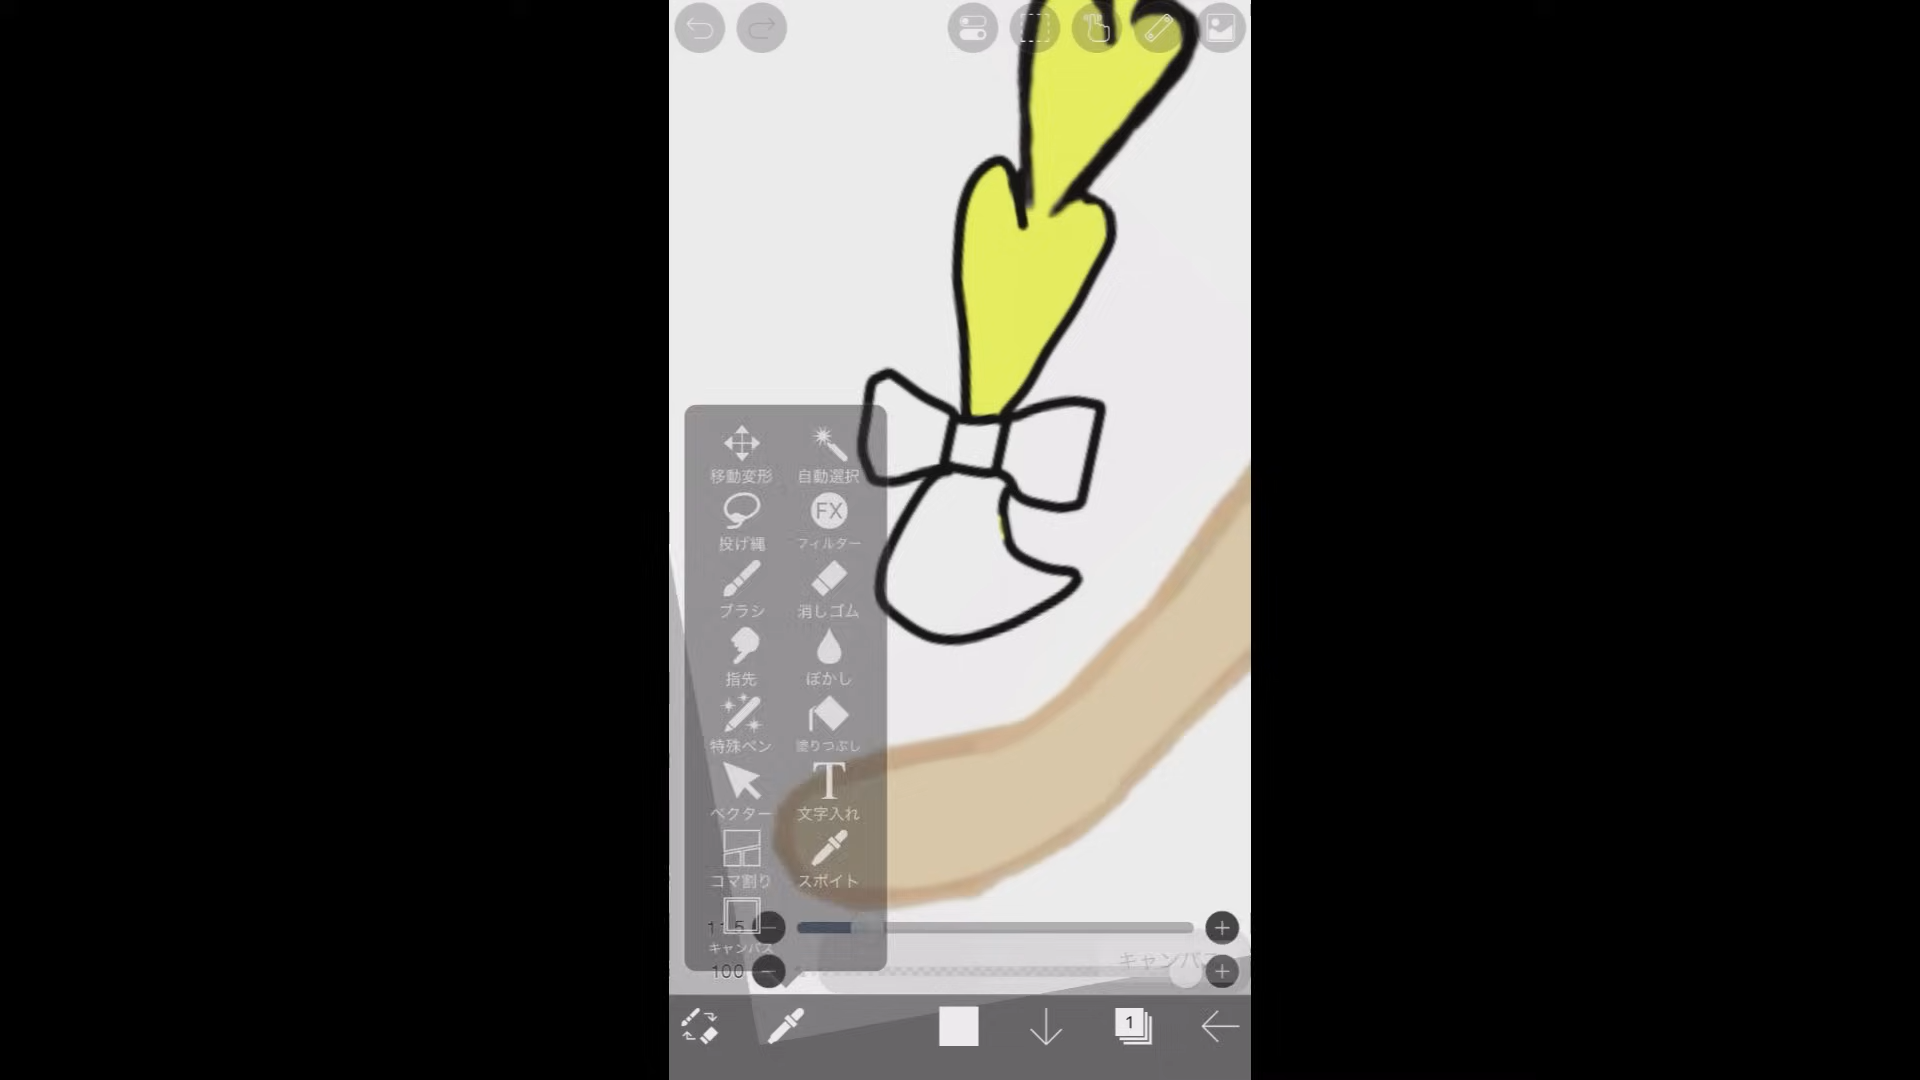 移動変形 自動選択
FX
投げ縄 フィルター
ブラシ 消しゴム
指先 ぼかし
特殊ペン 塗りつぶし
T
ベクター 文字入れ
コマ割り スポイト
キャンバス
100
1